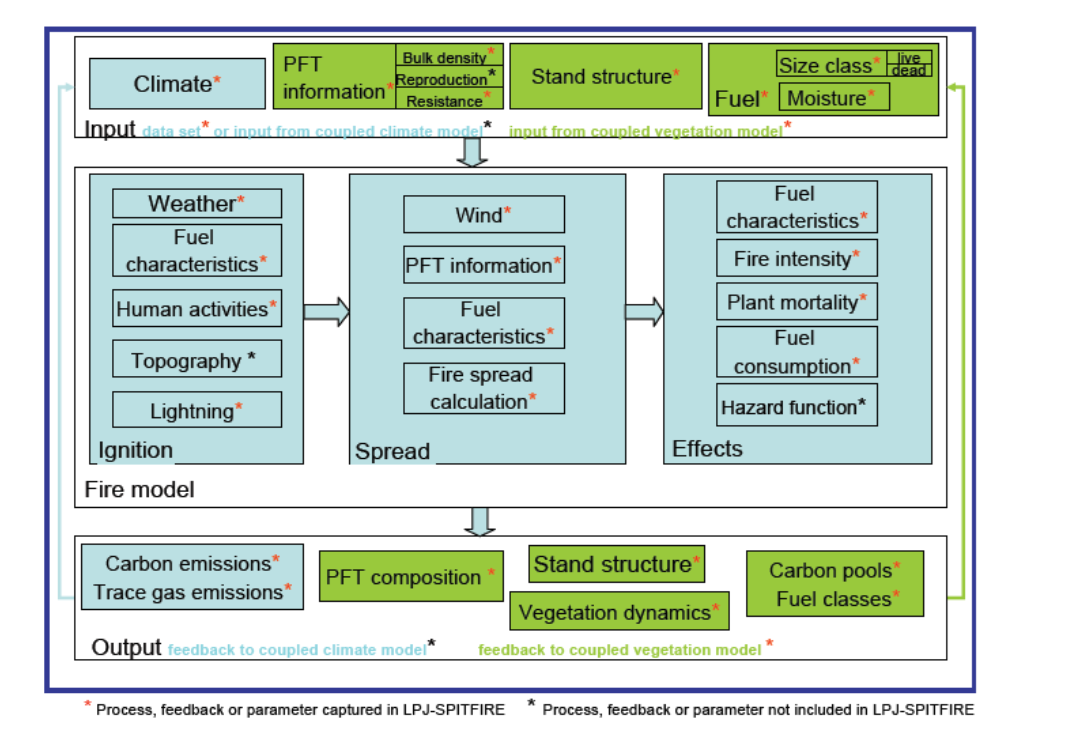 Climate*
PFT
information*
Bulk density*
Reproduction*
Resistance*
Stand structure*
Fuel*
Size class*
live
dead
Moisture*
Input data set* or input from coupled climate model* input from coupled vegetation model*
Weather*
Fuel
characteristics*
Human activities*
Topography *
Lightning*
Ignition
Wind*
PFT information*
Fuel
characteristics*
Fire spread
calculation*
Spread
Fuel
characteristics*
Fire intensity*
Plant mortality*
Fuel
consumption*
Hazard function*
Effects
Fire model
Carbon emissions*
Trace gas emissions*
PFT composition *
Stand structure*
Vegetation dynamics*
Carbon pools*
Fuel classes*
Output feedback to coupled climate model* feedback to coupled vegetation model *
* Process, feedback or parameter captured in LPJ-SPITFIRE * Process, feedback or parameter not included in LPJ-SPITFIRE